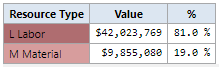 Resource Type Value %
L Labor $42,023,769 81.0 %
M Material $9,855,080 19.0 %